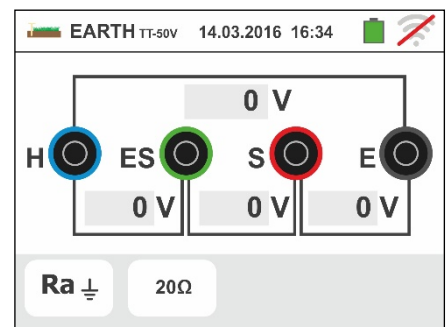 EARTH TT-50V 14.03.2016 16:34
0 V
H ES S E
0 V 0 V 0 V
Ra 20Ω